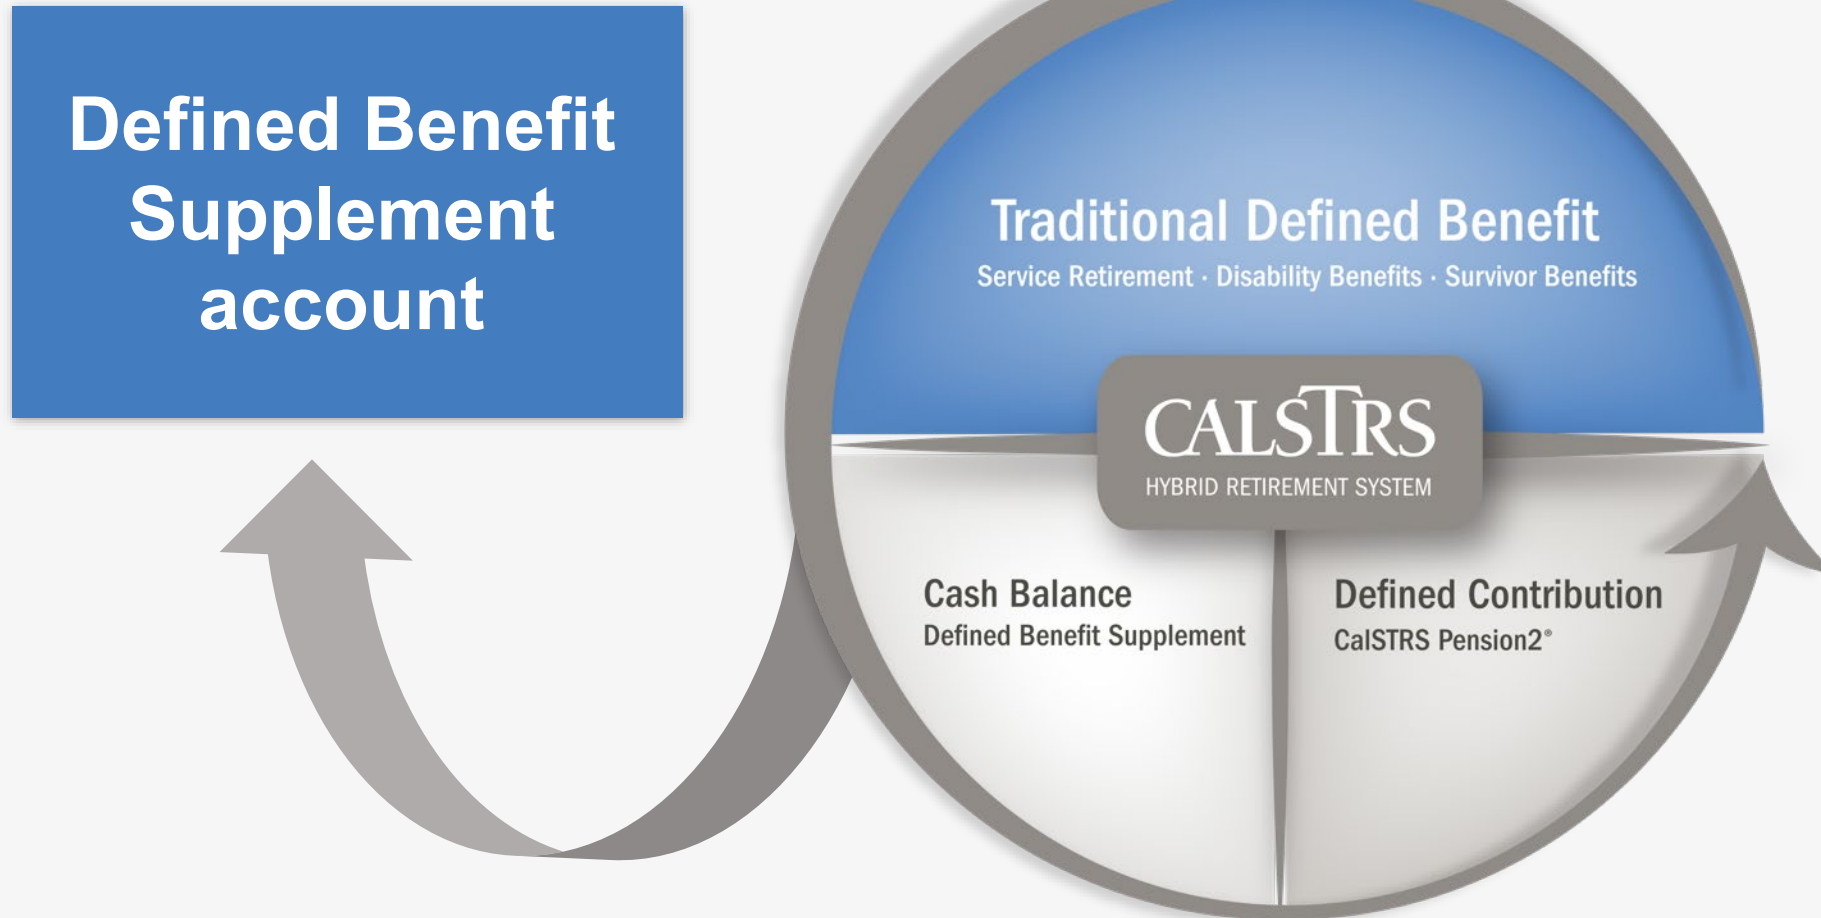 Defined Benefit
Supplement
account
Traditional Defined Benefit
Service Retirement · Disability Benefits · Survivor Benefits
CALSTRS
HYBRID RETIREMENT SYSTEM
Cash Balance
Defined Benefit Supplement
Defined Contribution
CalSTRS Pension2®